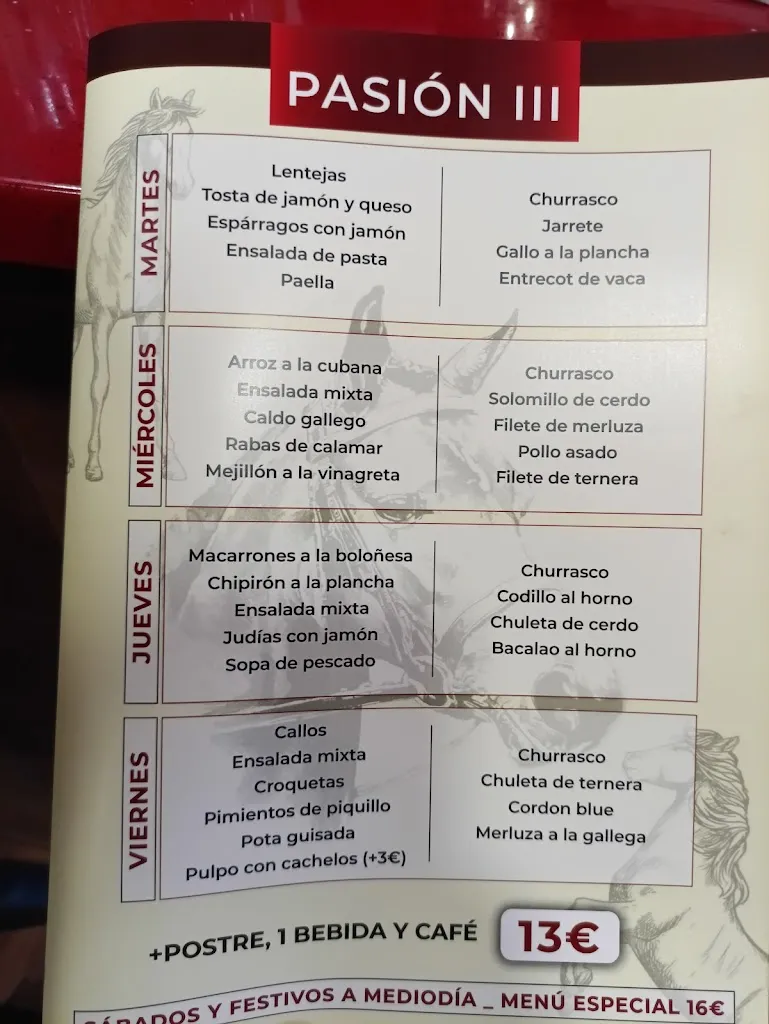 PASIÓN III
MARTES
Lentejas
Tosta de jamón y queso
Espárragos con jamón
Ensalada de pasta
Paella
Churrasco
Jarrete
Gallo a la plancha
Entrecot de vaca
MIÉRCOLES
Arroz a la cubana
Ensalada mixta
Caldo gallego
Rabas de calamar
Mejillón a la vinagreta
Churrasco
Solomillo de cerdo
Filete de merluza
Pollo asado
Filete de ternera
JUEVES
Macarrones a la boloñesa
Chipirón a la plancha
Ensalada mixta
Judías con jamón
Sopa de pescado
Churrasco
Codillo al horno
Chuleta de cerdo
Bacalao al horno
VIERNES
Callos
Ensalada mixta
Croquetas
Pimientos de piquillo
Pota guisada
Pulpo con cachelos (+3€)
Churrasco
Chuleta de ternera
Cordon blue
Merluza a la gallega
+POSTRE, 1 BEBIDA Y CAFÉ 13€
SÁBADOS Y FESTIVOS A MEDIODÍA _ MENÚ ESPECIAL 16€